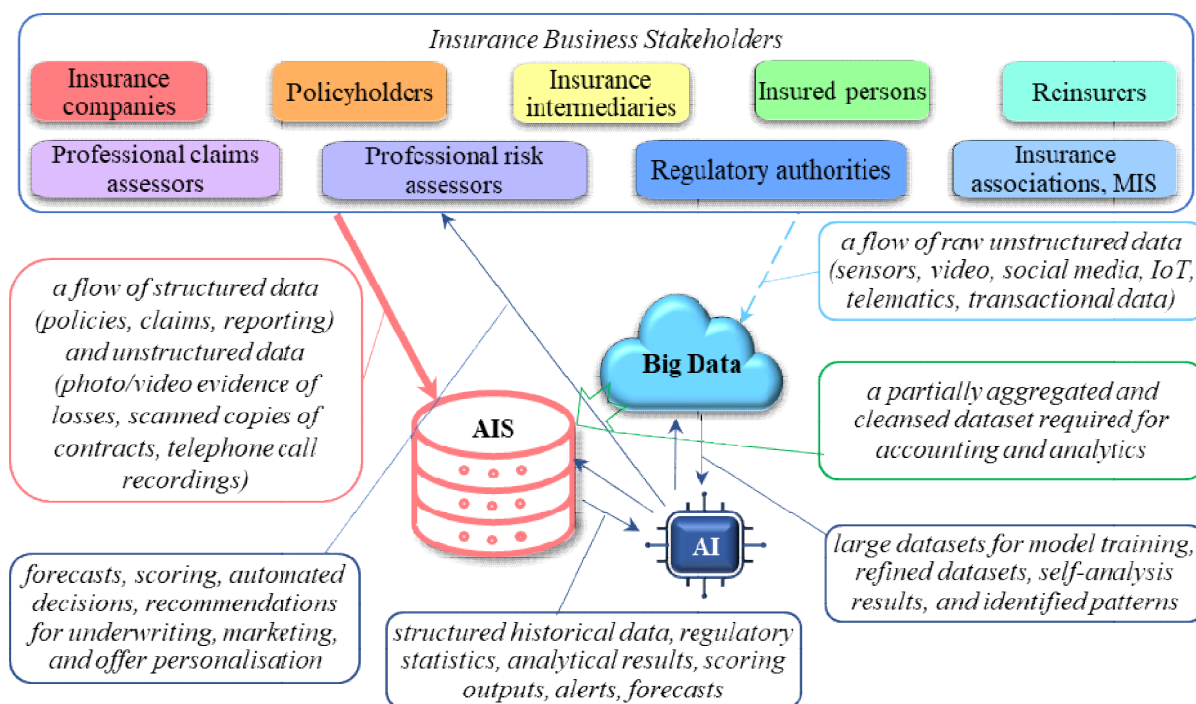 Insurance Business Stakeholders
Insurance
companies
Policyholders
Insurance
intermediaries
Insured persons
Reinsurers
Professional claims
assessors
Professional risk
assessors
Regulatory authorities
Insurance
associations, MIS
a flow of structured data
(policies, claims, reporting)
and unstructured data
(photo/video evidence of
losses, scanned copies of
contracts, telephone call
recordings)
a flow of raw unstructured data
(sensors, video, social media, IoT,
telematics, transactional data)
Big Data
AIS
a partially aggregated and
cleansed dataset required for
accounting and analytics
AI
forecasts, scoring, automated
decisions, recommendations
for underwriting, marketing,
and offer personalisation
structured historical data, regulatory
statistics, analytical results, scoring
outputs, alerts, forecasts
large datasets for model training,
refined datasets, self-analysis
results, and identified patterns